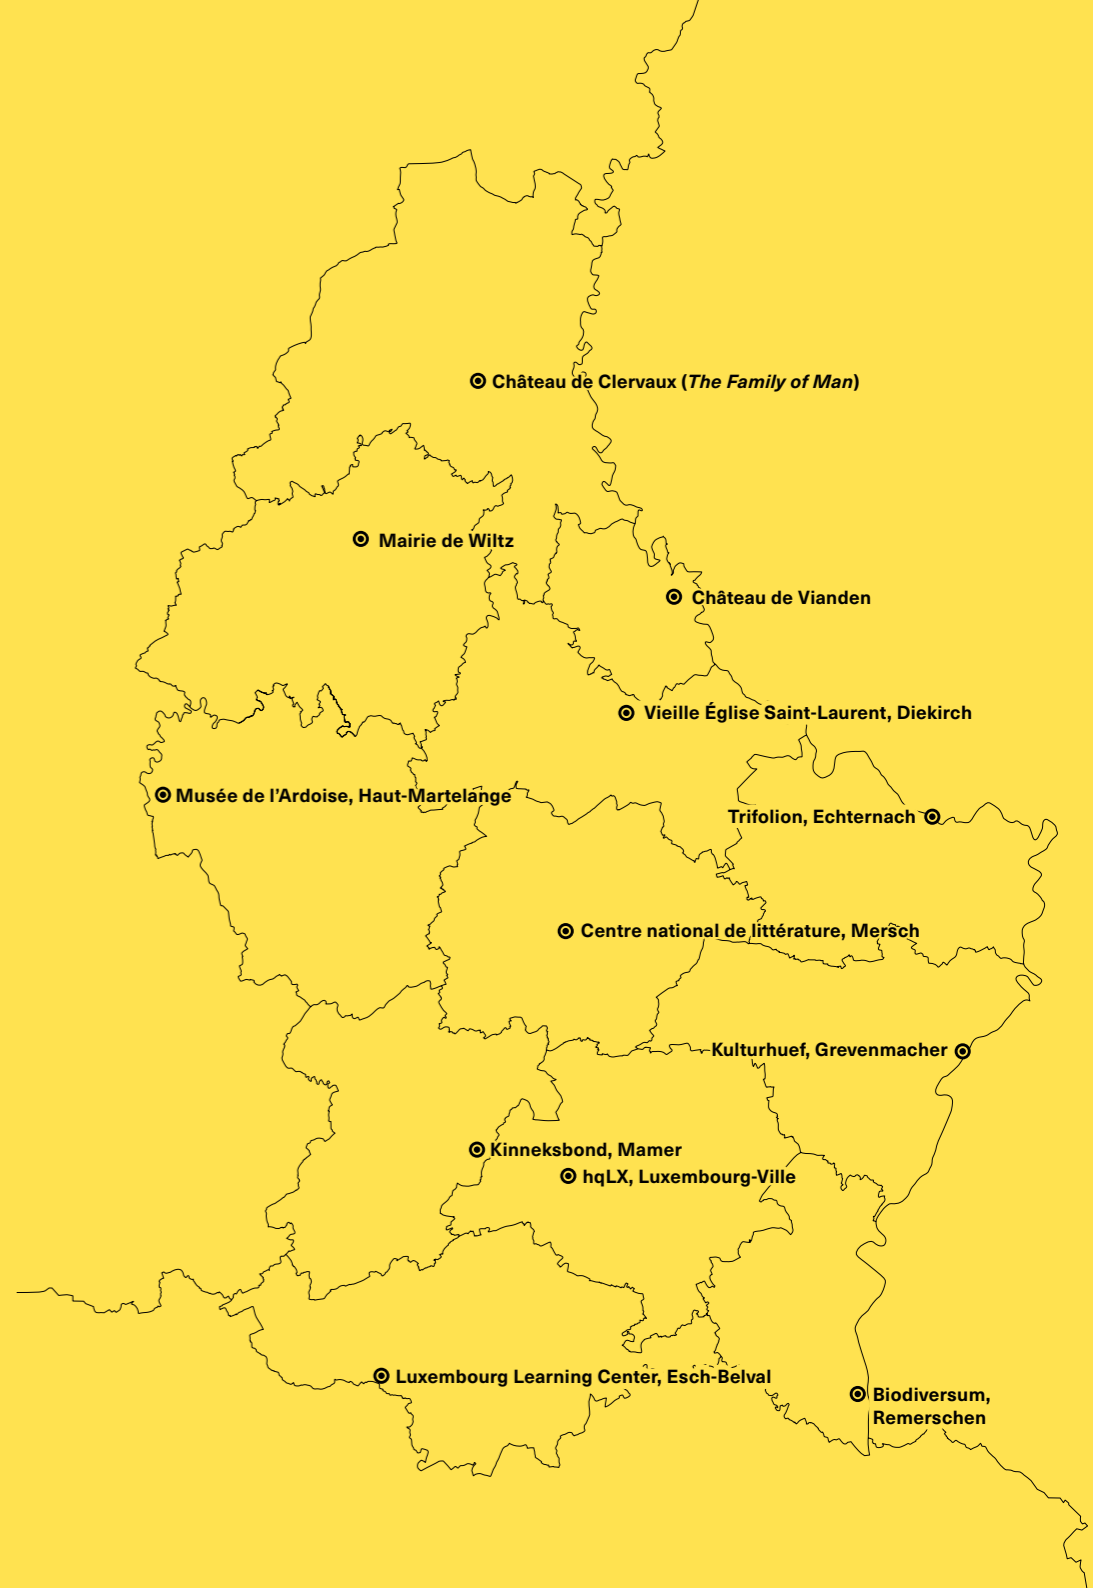 Château de Clervaux (The Family of Man)
Mairie de Wiltz
Château de Vianden
Vieille Église Saint-Laurent, Diekirch
Musée de l’Ardoise, Haut-Martelange
Trifolion, Echternach
Centre national de littérature, Mersch
Kulturhuef, Grevenmacher
Kinneksbond, Mamer
hqLX, Luxembourg-Ville
Luxembourg Learning Center, Esch-Belval
Biodiversum,
Remerschen